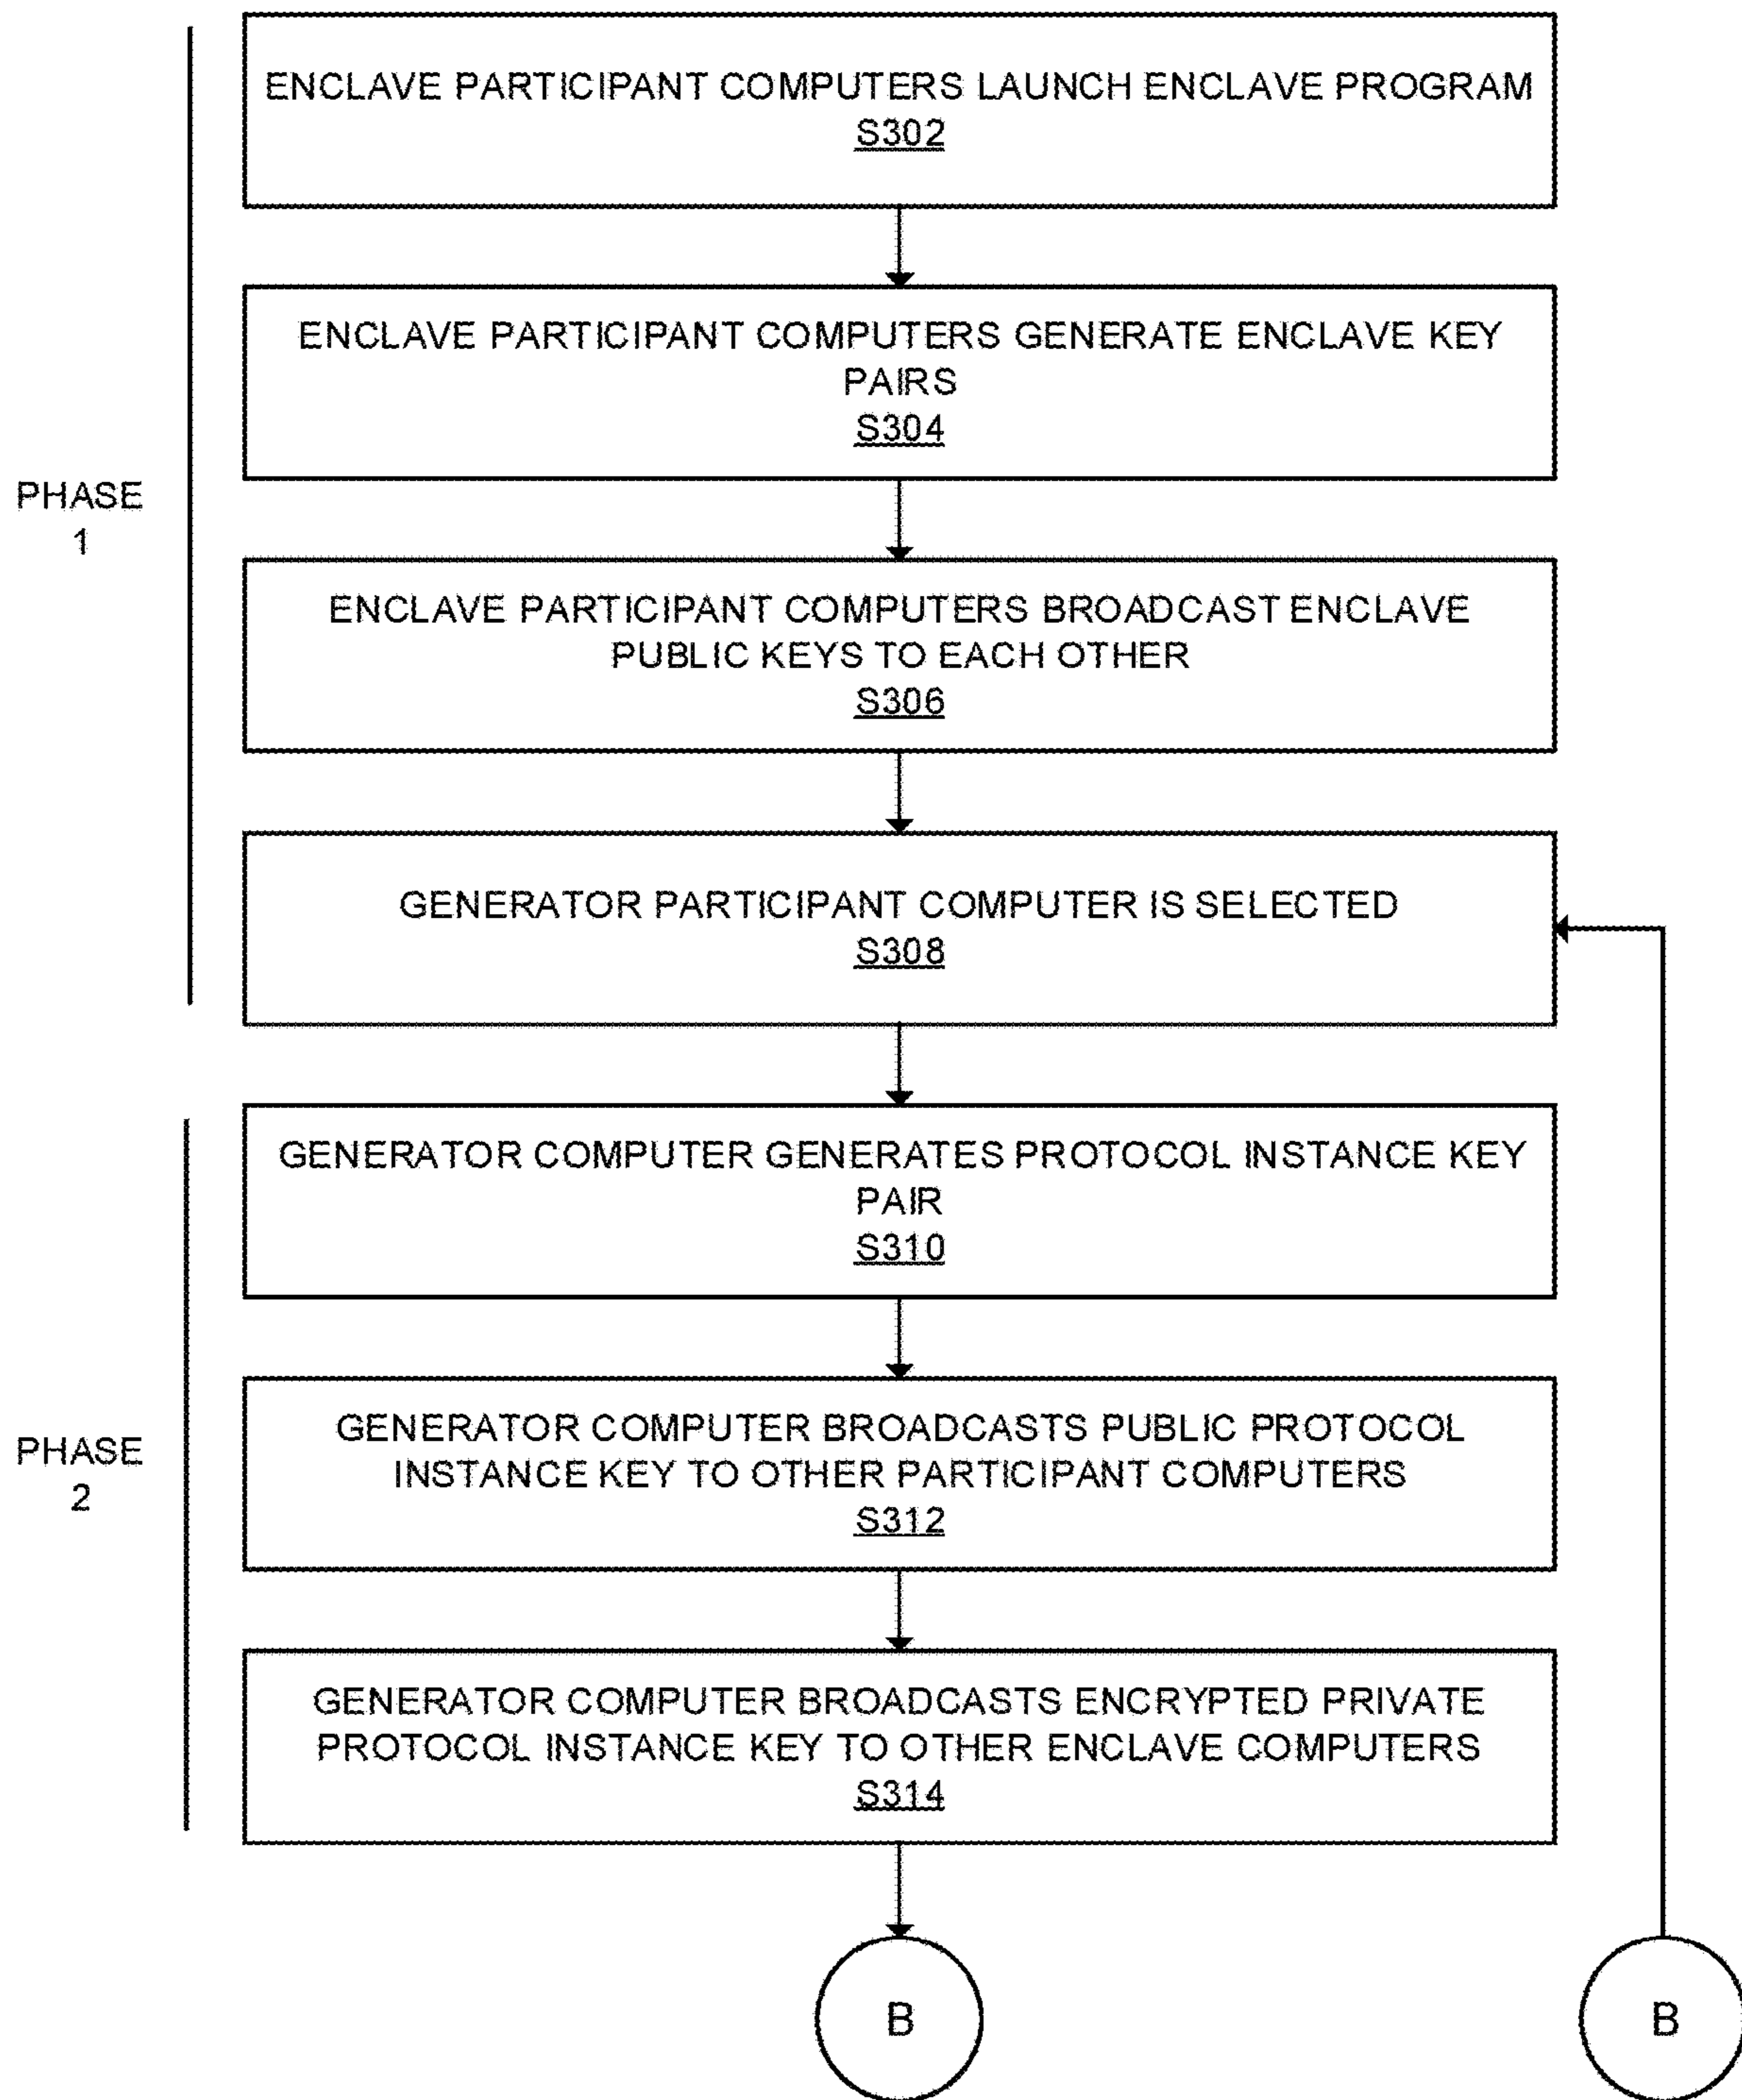 ENCLAVE PARTICIPANT COMPUTERS LAUNCH ENCLAVE PROGRAM
S302
ENCLAVE PARTICIPANT COMPUTERS GENERATE ENCLAVE KEY
PAIRS
S304
PHASE
1
ENCLAVE PARTICIPANT COMPUTERS BROADCAST ENCLAVE
PUBLIC KEYS TO EACH OTHER
S306
GENERATOR PARTICIPANT COMPUTER IS SELECTED
S308
GENERATOR COMPUTER GENERATES PROTOCOL INSTANCE KEY
PAIR
S310
PHASE
2
GENERATOR COMPUTER BROADCASTS PUBLIC PROTOCOL
INSTANCE KEY TO OTHER PARTICIPANT COMPUTERS
S312
GENERATOR COMPUTER BROADCASTS ENCRYPTED PRIVATE
PROTOCOL INSTANCE KEY TO OTHER ENCLAVE COMPUTERS
S314
B
B